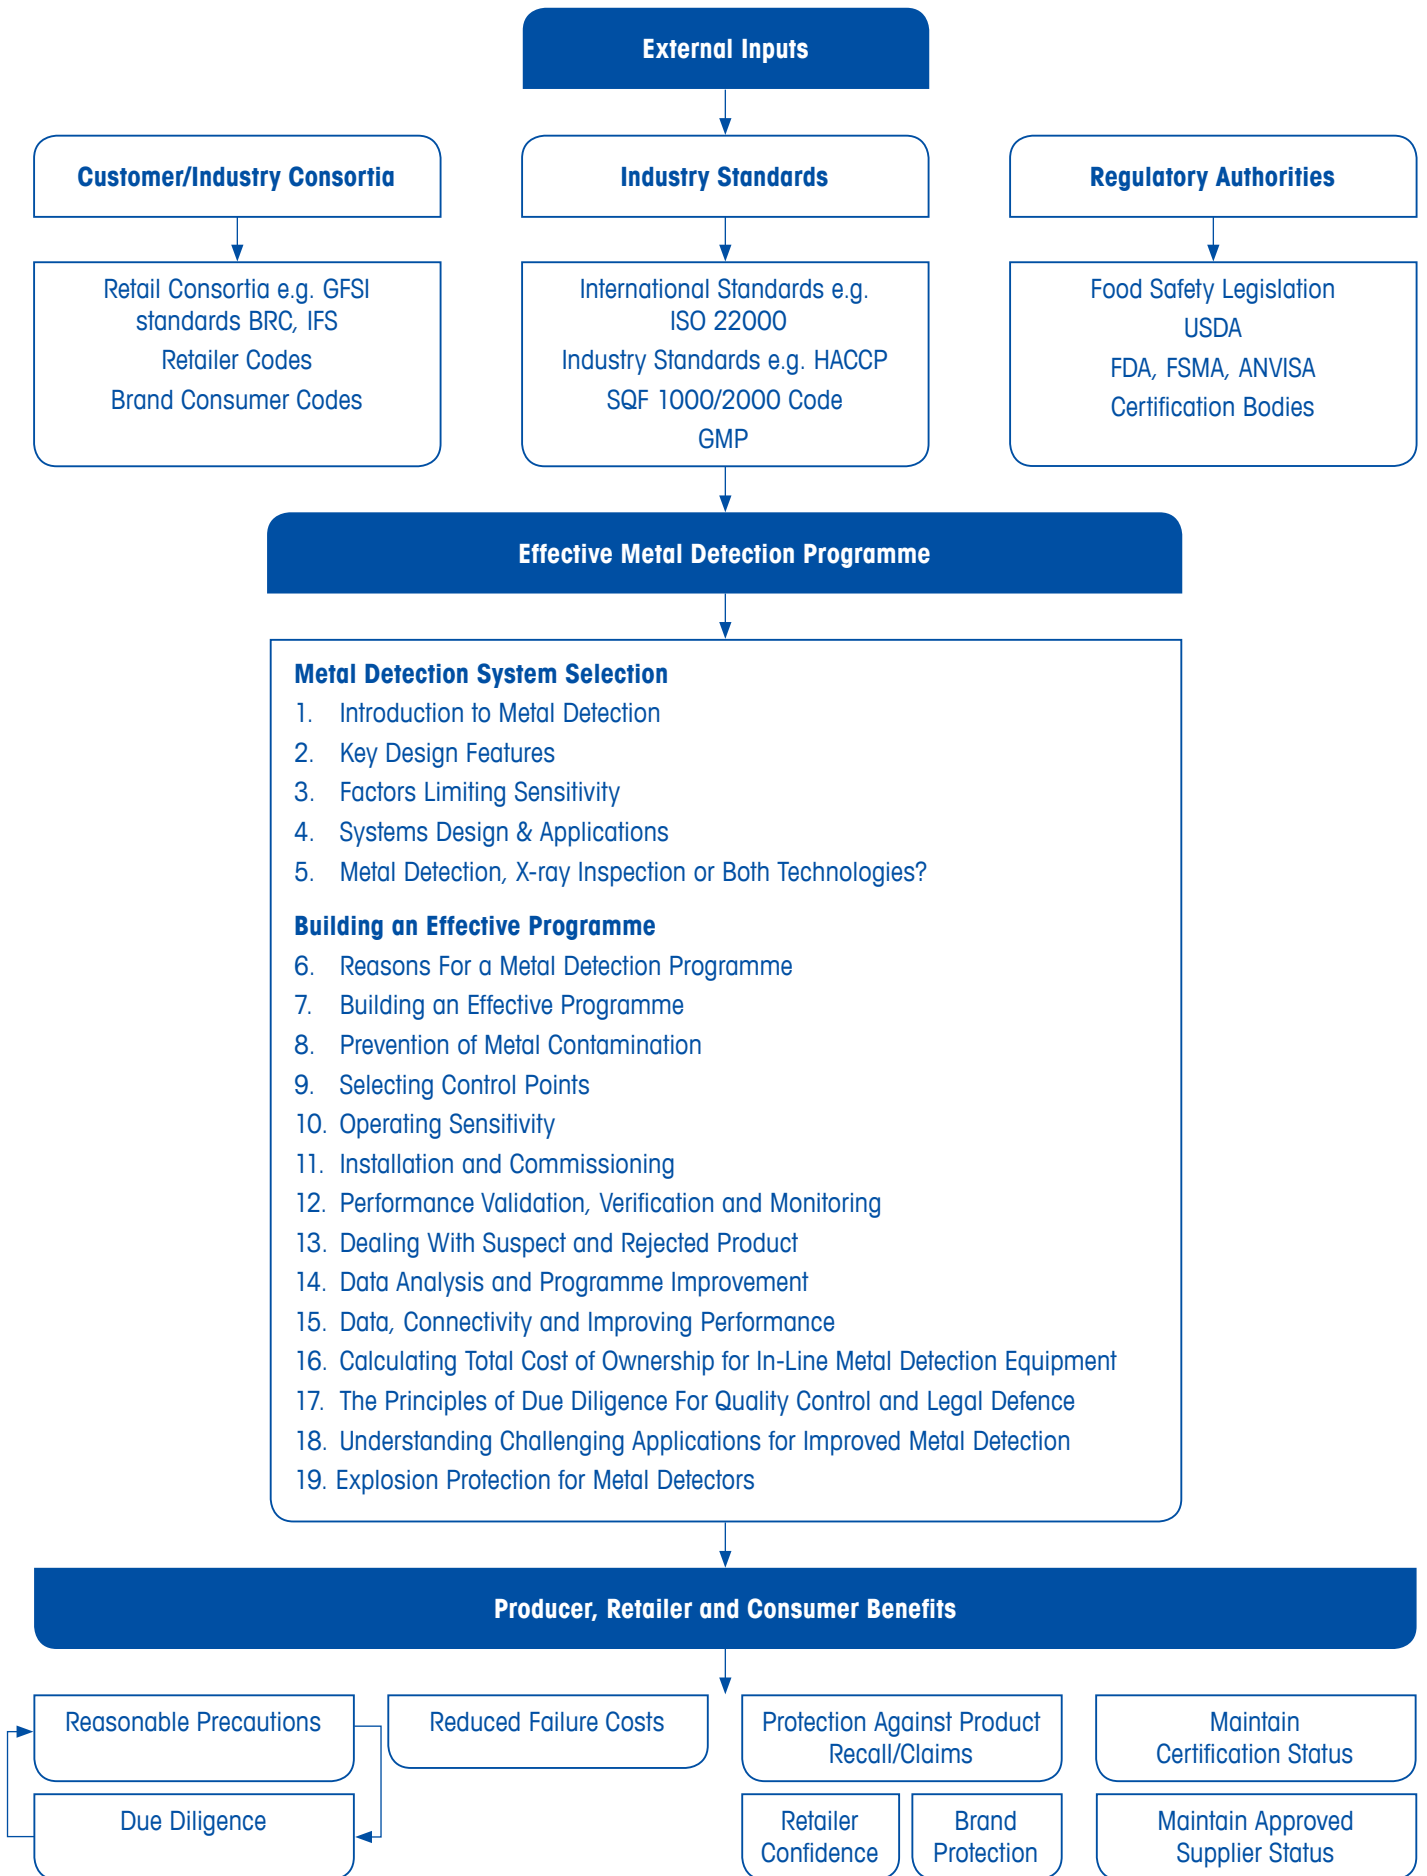 External Inputs
Customer/Industry Consortia
Industry Standards
Regulatory Authorities
Retail Consortia e.g. GFSI
standards BRC, IFS
Retailer Codes
Brand Consumer Codes
International Standards e.g.
ISO 22000
Industry Standards e.g. HACCP
SQF 1000/2000 Code
GMP
Food Safety Legislation
USDA
FDA, FSMA, ANVISA
Certification Bodies
Effective Metal Detection Programme
Metal Detection System Selection
1. Introduction to Metal Detection
2. Key Design Features
3. Factors Limiting Sensitivity
4. Systems Design & Applications
5. Metal Detection, X-ray Inspection or Both Technologies?
Building an Effective Programme
6. Reasons For a Metal Detection Programme
7. Building an Effective Programme
8. Prevention of Metal Contamination
9. Selecting Control Points
10. Operating Sensitivity
11. Installation and Commissioning
12. Performance Validation, Verification and Monitoring
13. Dealing With Suspect and Rejected Product
14. Data Analysis and Programme Improvement
15. Data, Connectivity and Improving Performance
16. Calculating Total Cost of Ownership for In-Line Metal Detection Equipment
17. The Principles of Due Diligence For Quality Control and Legal Defence
18. Understanding Challenging Applications for Improved Metal Detection
19. Explosion Protection for Metal Detectors
Producer, Retailer and Consumer Benefits
Reasonable Precautions
Reduced Failure Costs
Protection Against Product
Recall/Claims
Maintain
Certification Status
Due Diligence
Retailer
Confidence
Brand
Protection
Maintain Approved
Supplier Status